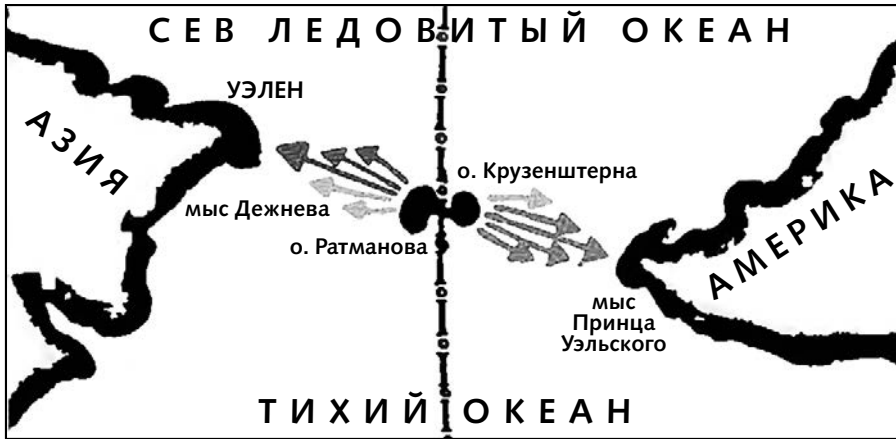 СЕВ ЛЕДОВИТЫЙ ОКЕАН
УЭЛЕН
АЗИЯ
о. Крузенштерна
мыс Дежнева
о. Ратманова
АМЕРИКА
мыс
Принца
Уэльского
ТИХИЙ ОКЕАН